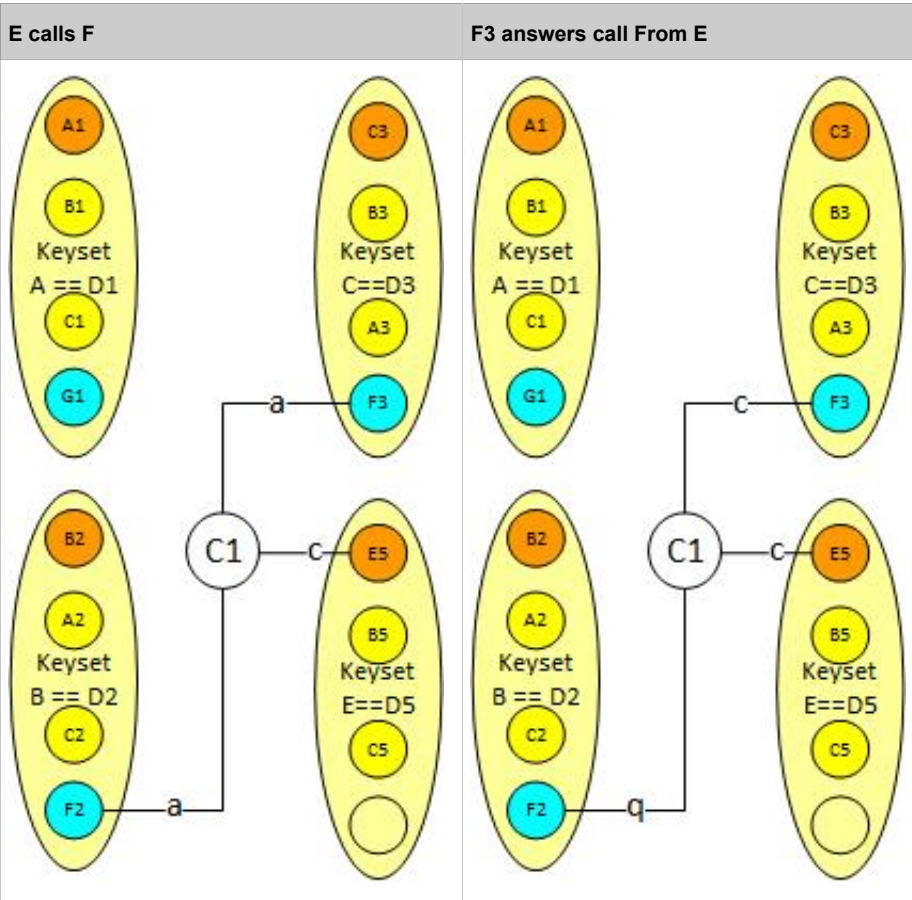 E calls F
F3 answers call From E
A1
B1
Keyset
A == D1
C1
G1
C3
B3
Keyset
C==D3
A3
F3
a
C1
c
a
B2
A2
Keyset
B == D2
C2
F2
E5
B5
Keyset
E==D5
C5
A1
B1
Keyset
A == D1
C1
G1
C3
B3
Keyset
C==D3
A3
F3
c
C1
c
q
B2
A2
Keyset
B == D2
C2
F2
E5
B5
Keyset
E==D5
C5